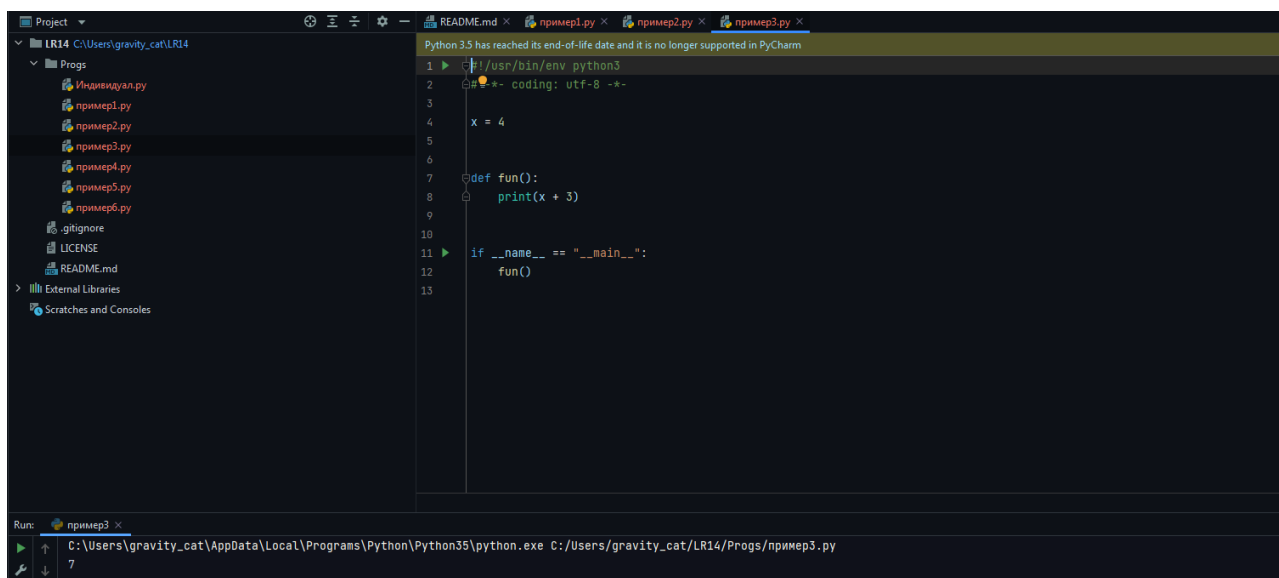 Project
LR14 C:\Users\gravity_cat\LR14
Progs
Индивидуал.py
пример1.py
пример2.py
пример3.py
пример4.py
пример5.py
пример6.py
.gitignore
LICENSE
README.md
External Libraries
Scratches and Consoles
README.md пример1.py пример2.py пример3.py
Python 3.5 has reached its end-of-life date and it is no longer supported in PyCharm
1 #!/usr/bin/env python3
2 # -*- coding: utf-8 -*-
3
4 x = 4
5
6
7 def fun():
8 print(x + 3)
9
10
11 if __name__ == "__main__":
12 fun()
13
Run: пример3
C:\Users\gravity_cat\AppData\Local\Programs\Python\Python35\python.exe C:/Users/gravity_cat/LR14/Progs/пример3.py
7